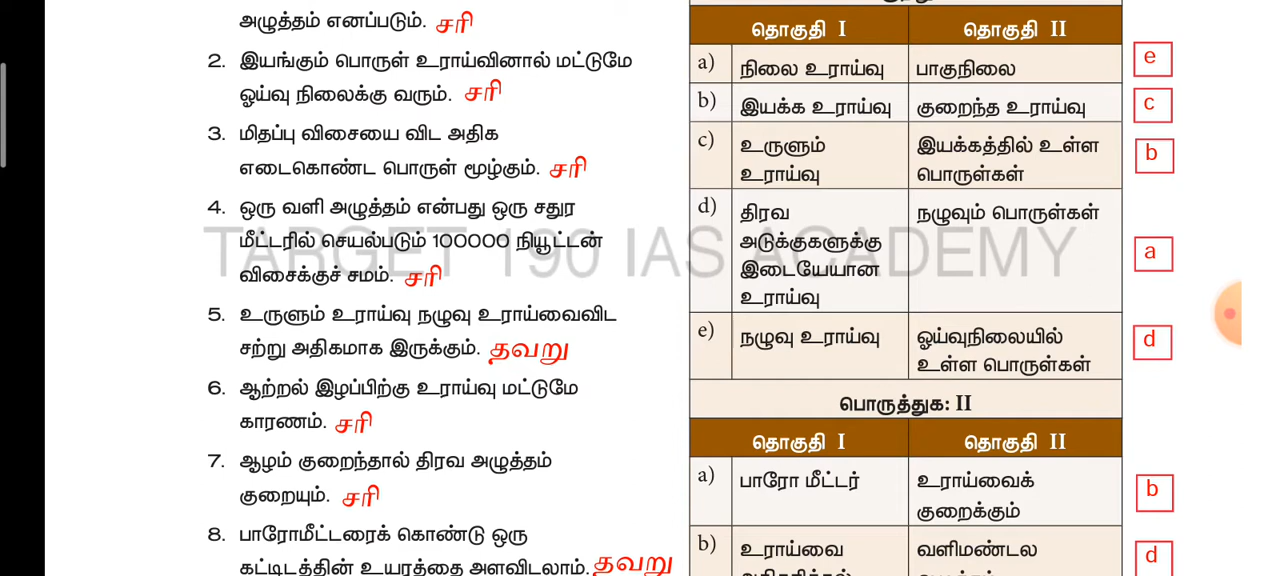 அழுத்தம் எனப்படும். சரி
2. இயங்கும் பொருள் உராய்வினால் மட்டுமே
ஓய்வு நிலைக்கு வரும். சரி
3. மிதப்பு விசையை விட அதிக
எடைகொண்ட பொருள் மூழ்கும். சரி
4. ஒரு வளி அழுத்தம் என்பது ஒரு சதுர
மீட்டரில் செயல்படும் 100000 நியூட்டன்
விசைக்குச் சமம். சரி
5. உருளும் உராய்வு நழுவு உராய்வைவிட
சற்று அதிகமாக இருக்கும். தவறு
6. ஆற்றல் இழப்பிற்கு உராய்வு மட்டுமே
காரணம். சரி
7. ஆழம் குறைந்தால் திரவ அழுத்தம்
குறையும். சரி
8. பாரோமீட்டரைக் கொண்டு ஒரு
கட்டிடத்தின் உயரத்தை அளவிடலாம். தவறு
TARGET 190 IAS ACADEMY
தொகுதி I தொகுதி II
a) நிலை உராய்வு பாகுநிலை e
b) இயக்க உராய்வு குறைந்த உராய்வு c
c) உருளும் இயக்கத்தில் உள்ள b
உராய்வு பொருள்கள்
d) திரவ நழுவும் பொருள்கள்
அடுக்குகளுக்கு a
இடையேயான
உராய்வு
e) நழுவு உராய்வு ஓய்வுநிலையில் d
உள்ள பொருள்கள்
பொருத்துக: II
தொகுதி I தொகுதி II
a) பாரோ மீட்டர் உராய்வைக் b
குறைக்கும்
b) உராய்வை வளிமண்டல d